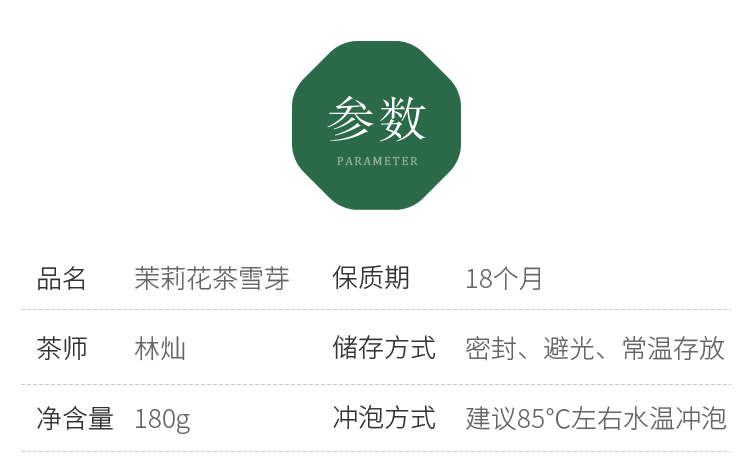 参数
PARAMETER
品名 茉莉花茶雪芽 保质期 18个月
茶师 林灿 储存方式 密封、避光、常温存放
净含量 180g 冲泡方式 建议85℃左右水温冲泡